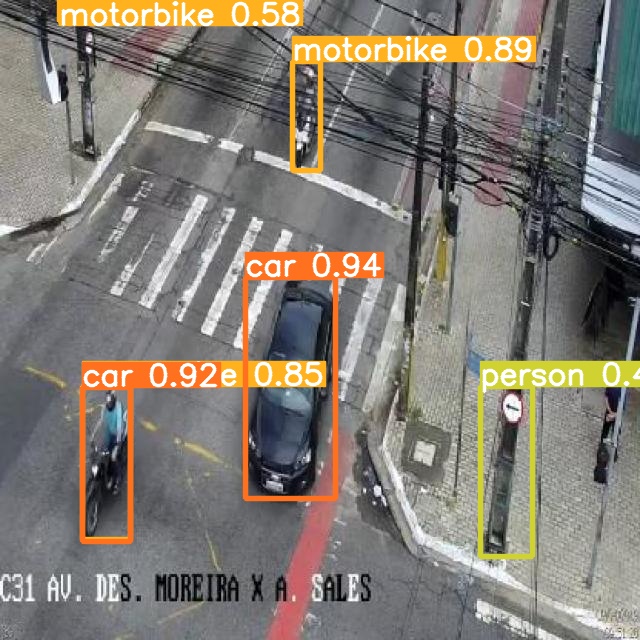 motorbike 0.58
motorbike 0.89
car 0.94
car 0.92e 0.85
person 0.4
C31 AV. DES. MOREIRA X A. SALES